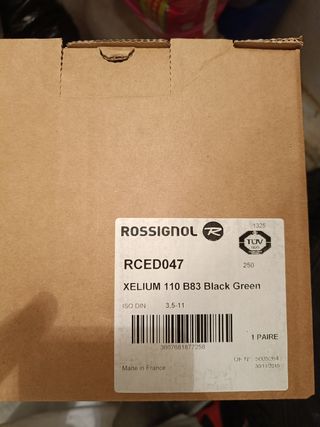 1325
ROSSIGNOL R
TÜV
RCED047
250
XELIUM 110 B83 Black Green
ISO DIN 3,5-11
1 PAIRE
Made in France